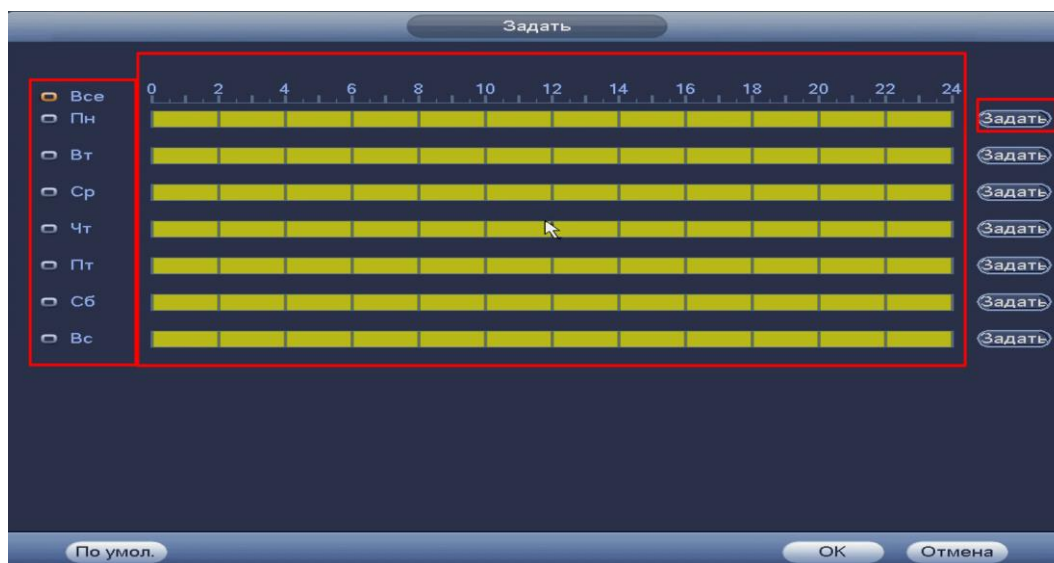 Задать
Все 0 2 4 6 8 10 12 14 16 18 20 22 24
Пн Задать
Вт Задать
Ср Задать
Чт Задать
Пт Задать
Сб Задать
Вс Задать
По умол. OK Отмена